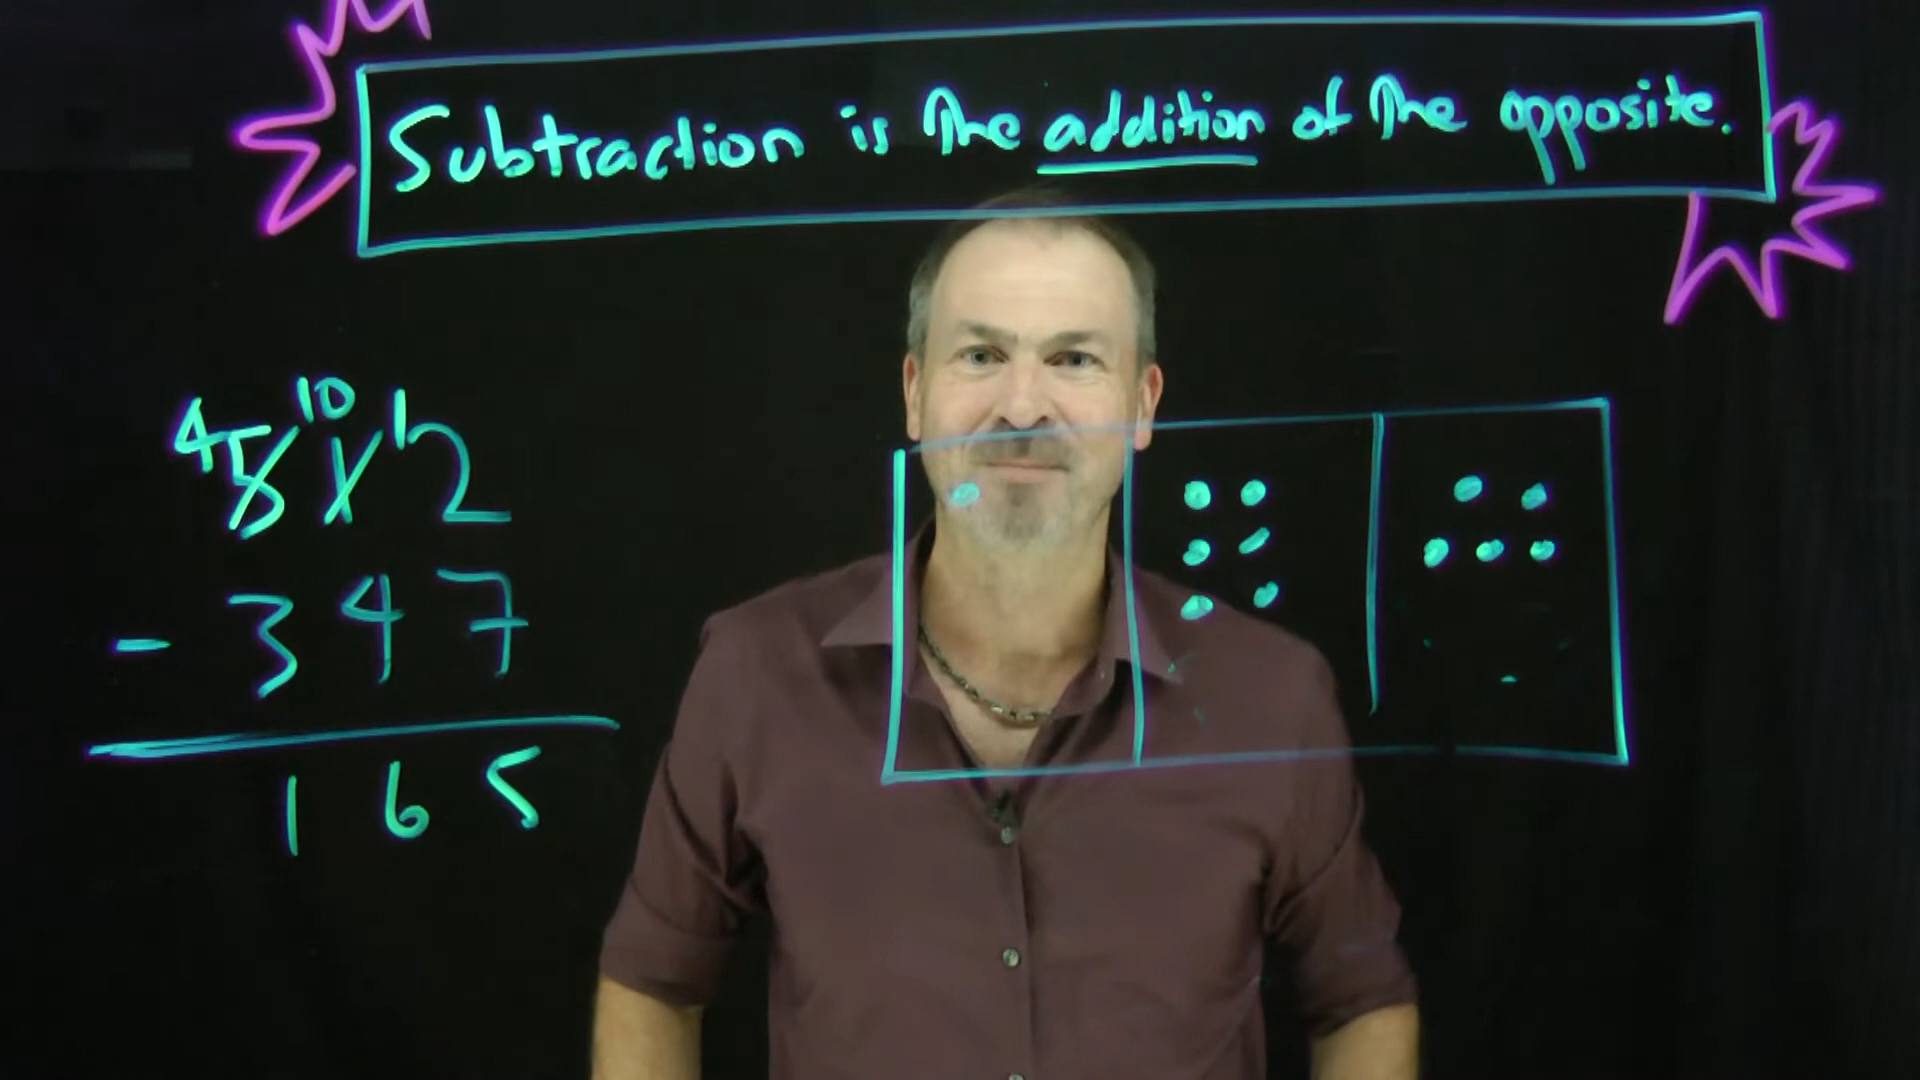 Subtraction is the addition of the opposite.
4 10 1
5 1 2
- 3 4 7
1 6 5